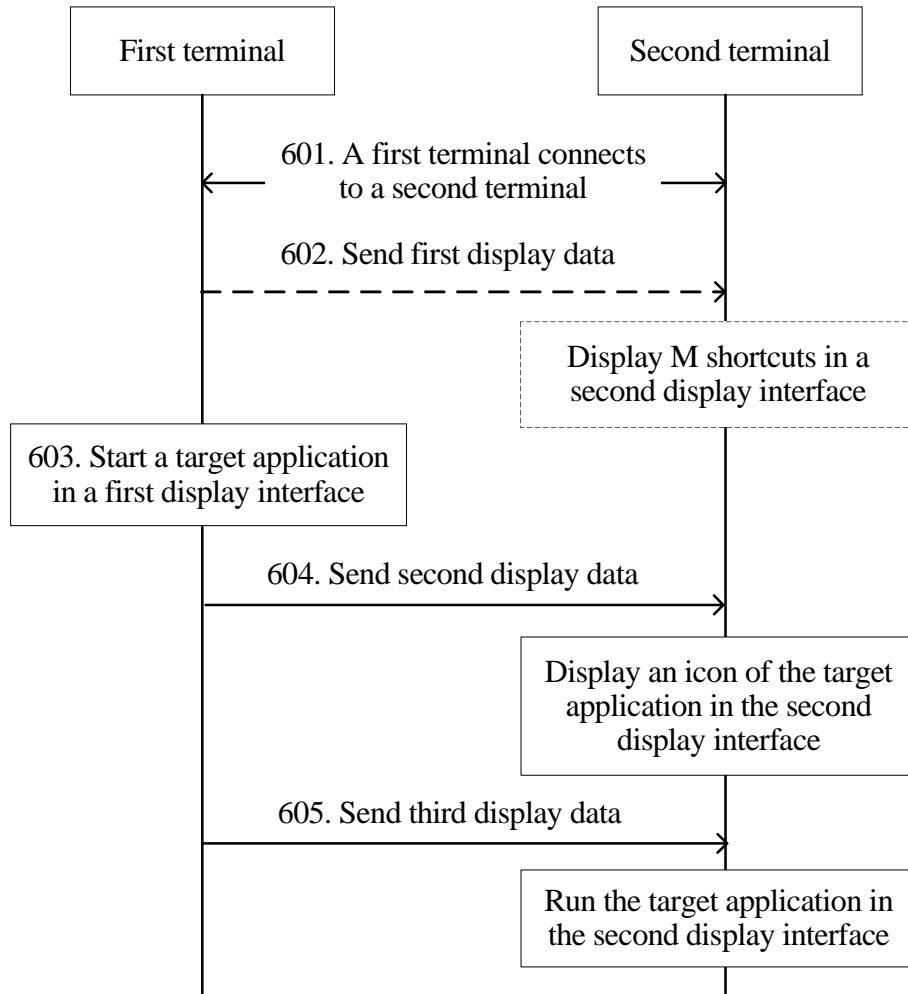 First terminal
Second terminal
601. A first terminal connects
to a second terminal
602. Send first display data
Display M shortcuts in a
second display interface
603. Start a target application
in a first display interface
604. Send second display data
Display an icon of the target
application in the second
display interface
605. Send third display data
Run the target application in
the second display interface